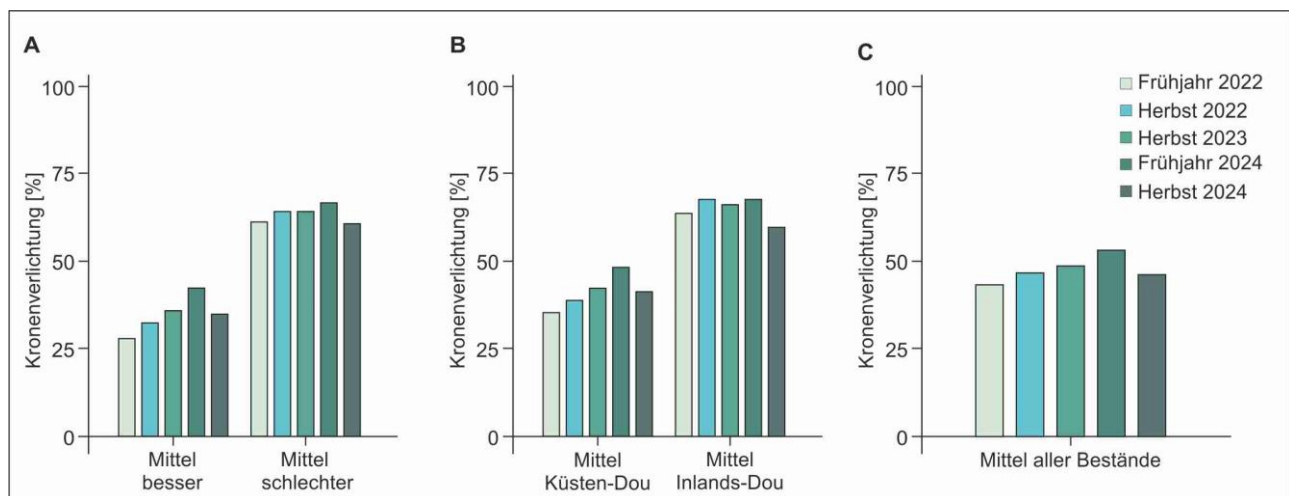 A
Kronenverlichtung [%]
100
75
50
25
0
Mittel
besser
Mittel
schlechter
B
Kronenverlichtung [%]
100
75
50
25
0
Mittel
Küsten-Dou
Mittel
Inlands-Dou
C
Kronenverlichtung [%]
100
75
50
25
0
Mittel aller Bestände
Frühjahr 2022
Herbst 2022
Herbst 2023
Frühjahr 2024
Herbst 2024